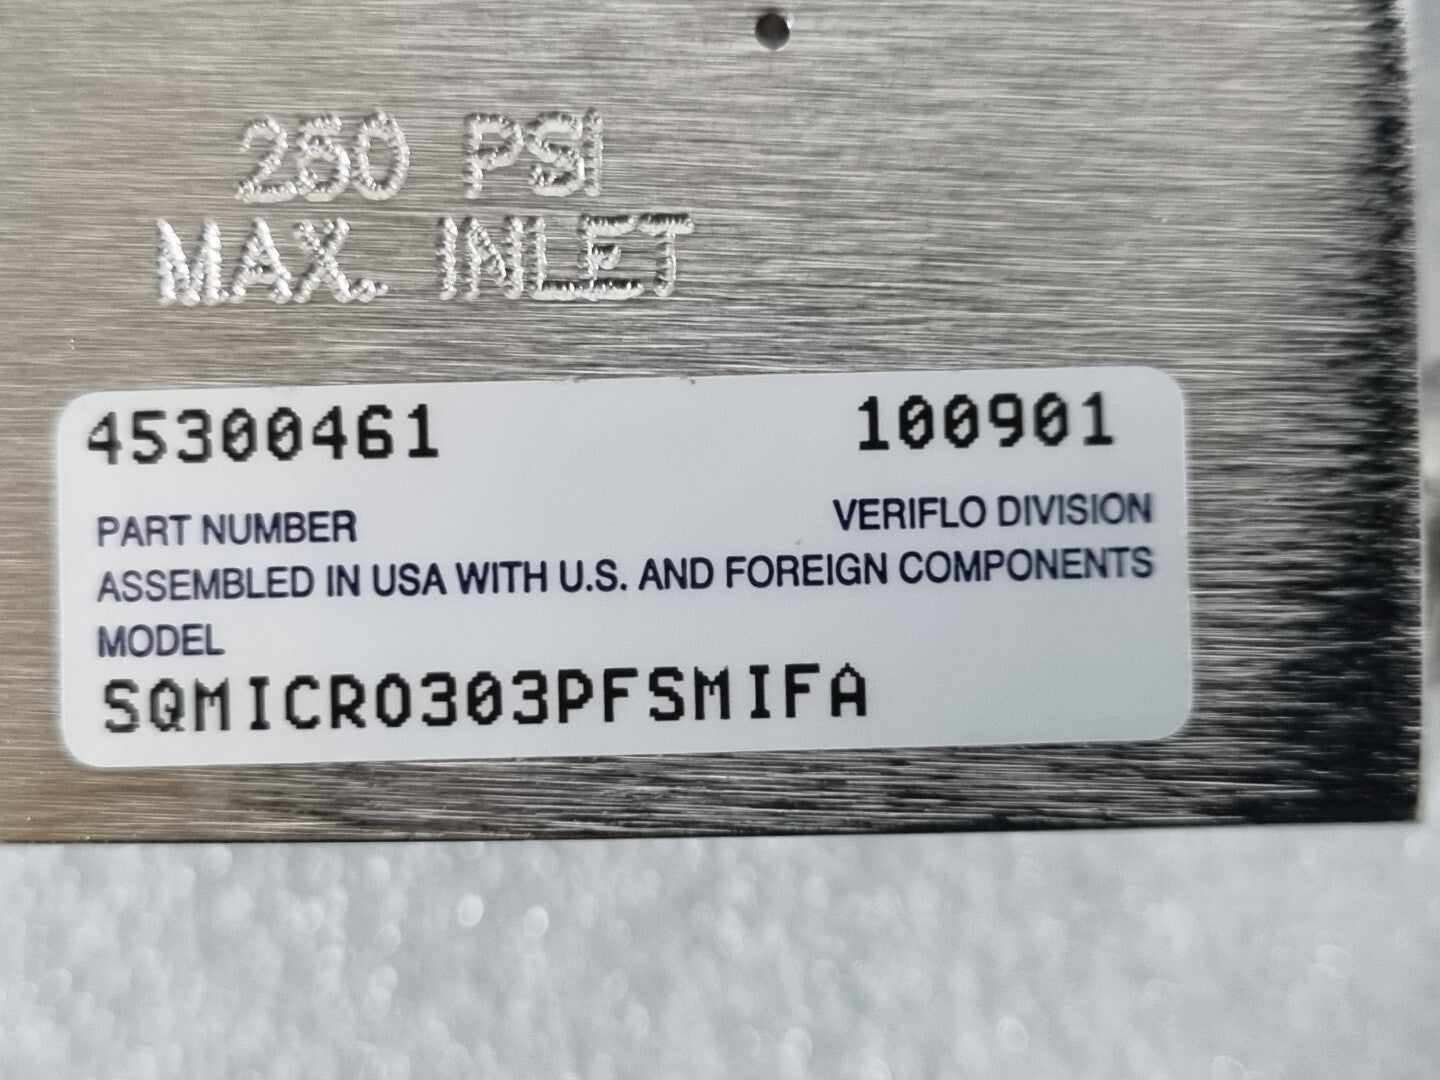 250 PSI
MAX. INLET
45300461 100901
PART NUMBER VERIFLO DIVISION
ASSEMBLED IN USA WITH U.S. AND FOREIGN COMPONENTS
MODEL
SQMICRO303PFSMIFA